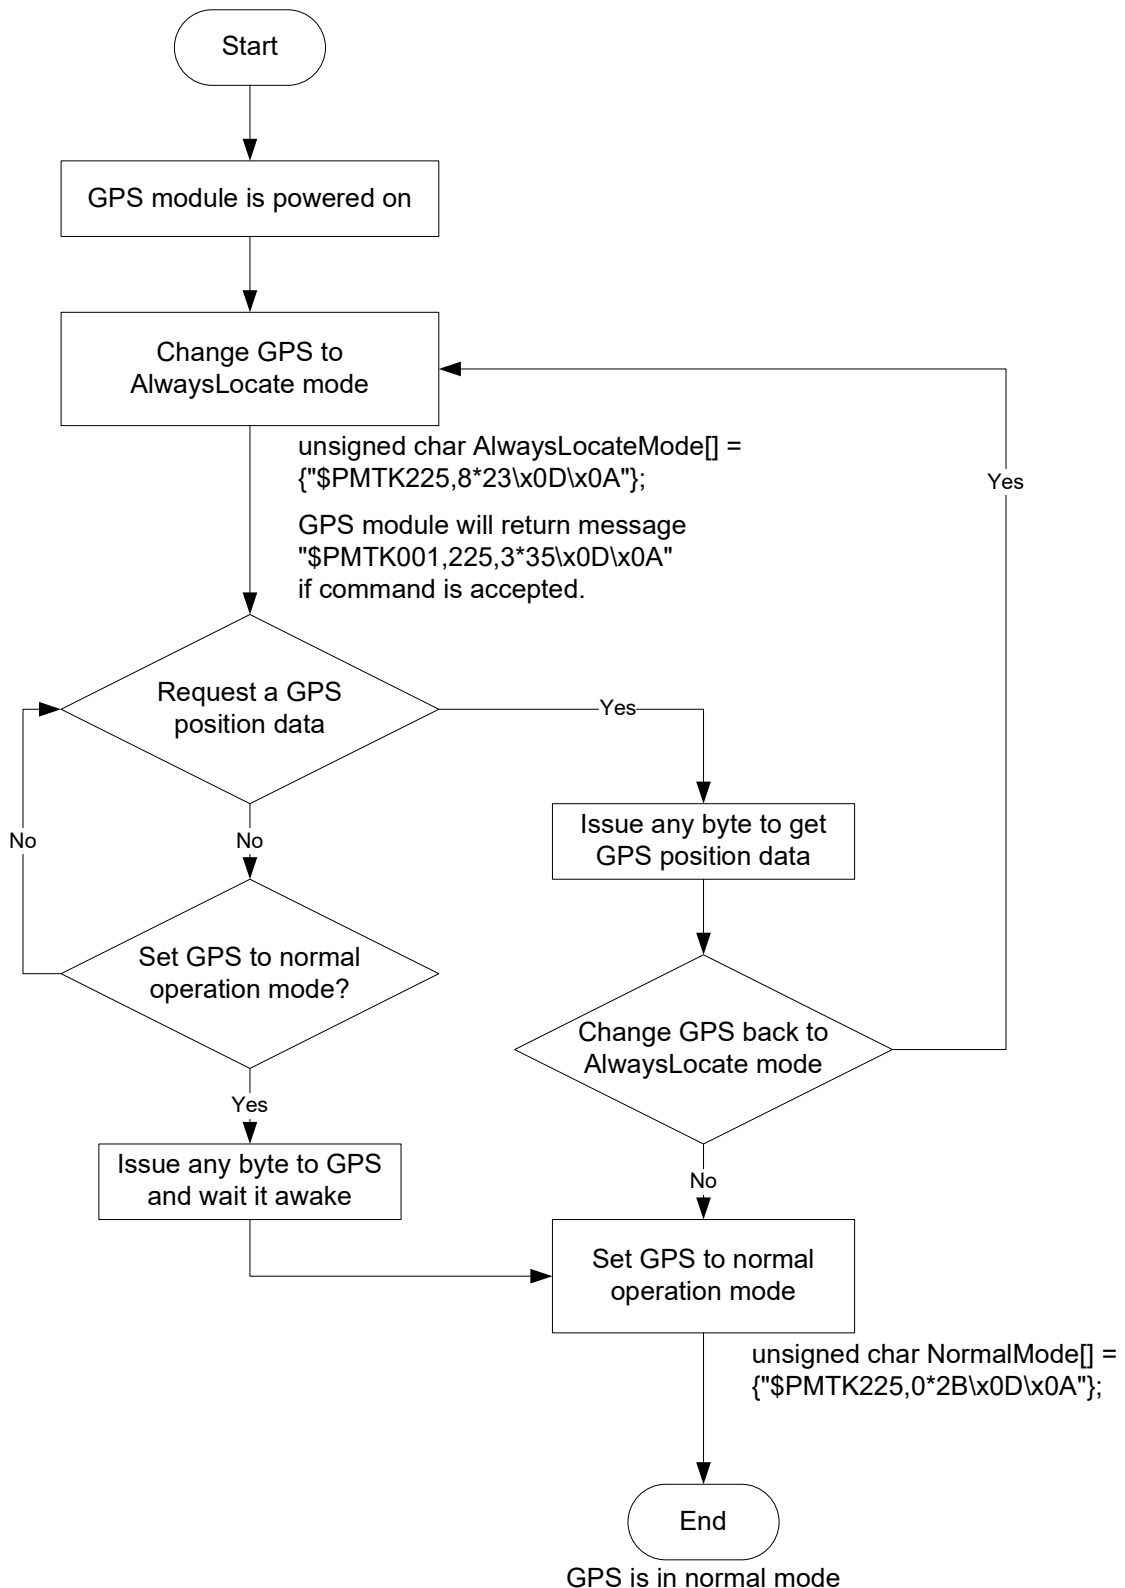 Start
GPS module is powered on
Change GPS to
AlwaysLocate mode
unsigned char AlwaysLocateMode[] =
{"$PMTK225,8*23\x0D\x0A"};
Yes
GPS module will return message
"$PMTK001,225,3*35\x0D\x0A"
if command is accepted.
Request a GPS
position data
Yes
No
No
Issue any byte to get
GPS position data
Set GPS to normal
operation mode?
Change GPS back to
AlwaysLocate mode
Yes
Issue any byte to GPS
and wait it awake
No
Set GPS to normal
operation mode
unsigned char NormalMode[] =
{"$PMTK225,0*2B\x0D\x0A"};
End
GPS is in normal mode